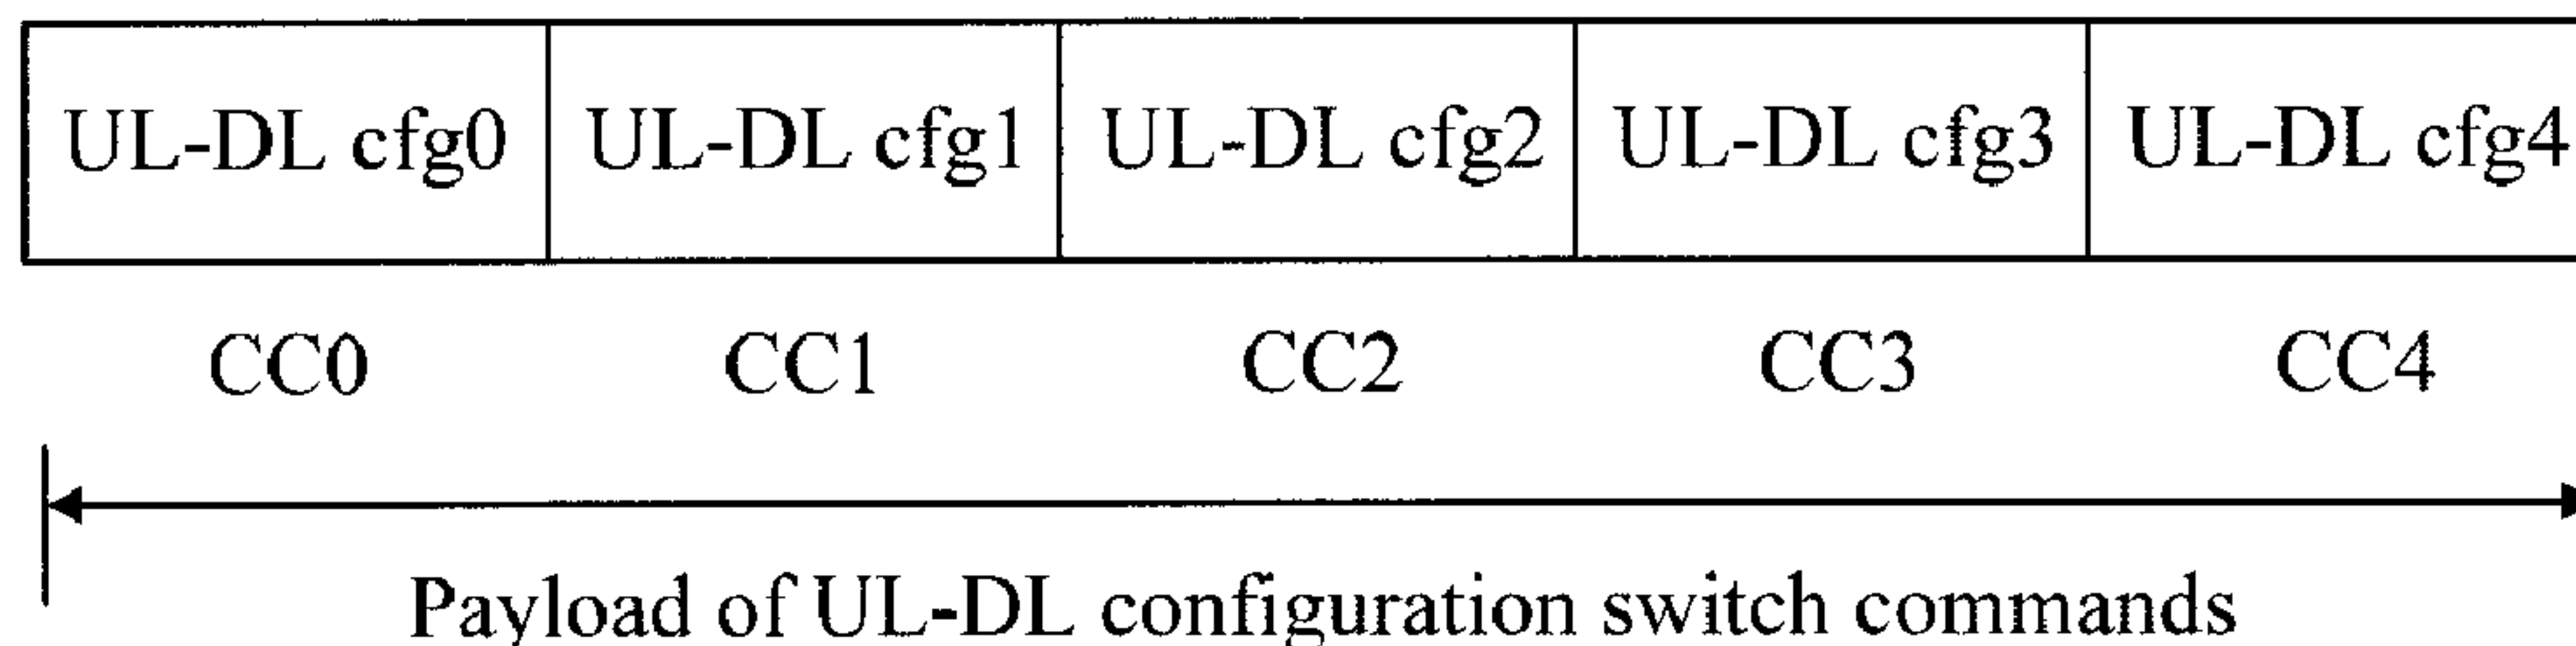 UL-DL cfg0 UL-DL cfg1 UL-DL cfg2 UL-DL cfg3 UL-DL cfg4
CC0 CC1 CC2 CC3 CC4
Payload of UL-DL configuration switch commands